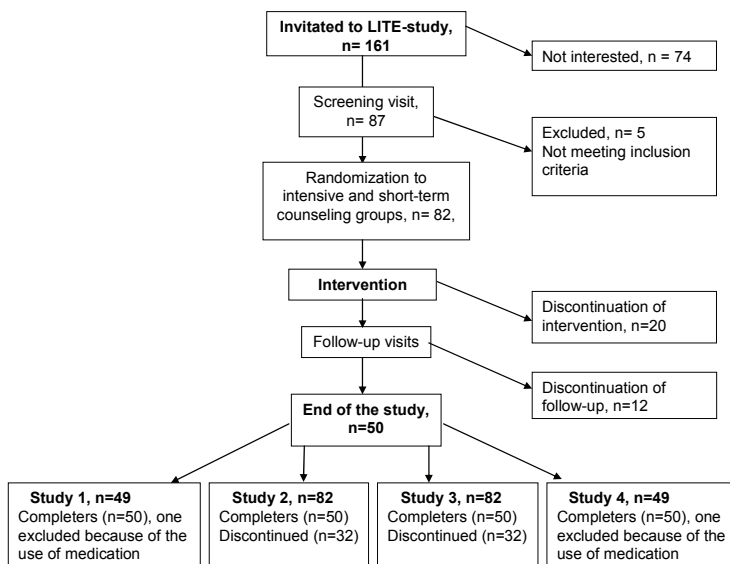 Invitated to LITE-study,
n= 161
Not interested, n = 74
Screening visit,
n= 87
Excluded, n= 5
Not meeting inclusion
criteria
Randomization to
intensive and short-term
counseling groups, n= 82,
Intervention
Discontinuation of
intervention, n=20
Follow-up visits
Discontinuation of
follow-up, n=12
End of the study,
n=50
Study 1, n=49
Completers (n=50), one
excluded because of the
use of medication
Study 2, n=82
Completers (n=50)
Discontinued (n=32)
Study 3, n=82
Completers (n=50)
Discontinued (n=32)
Study 4, n=49
Completers (n=50), one
excluded because of the
use of medication